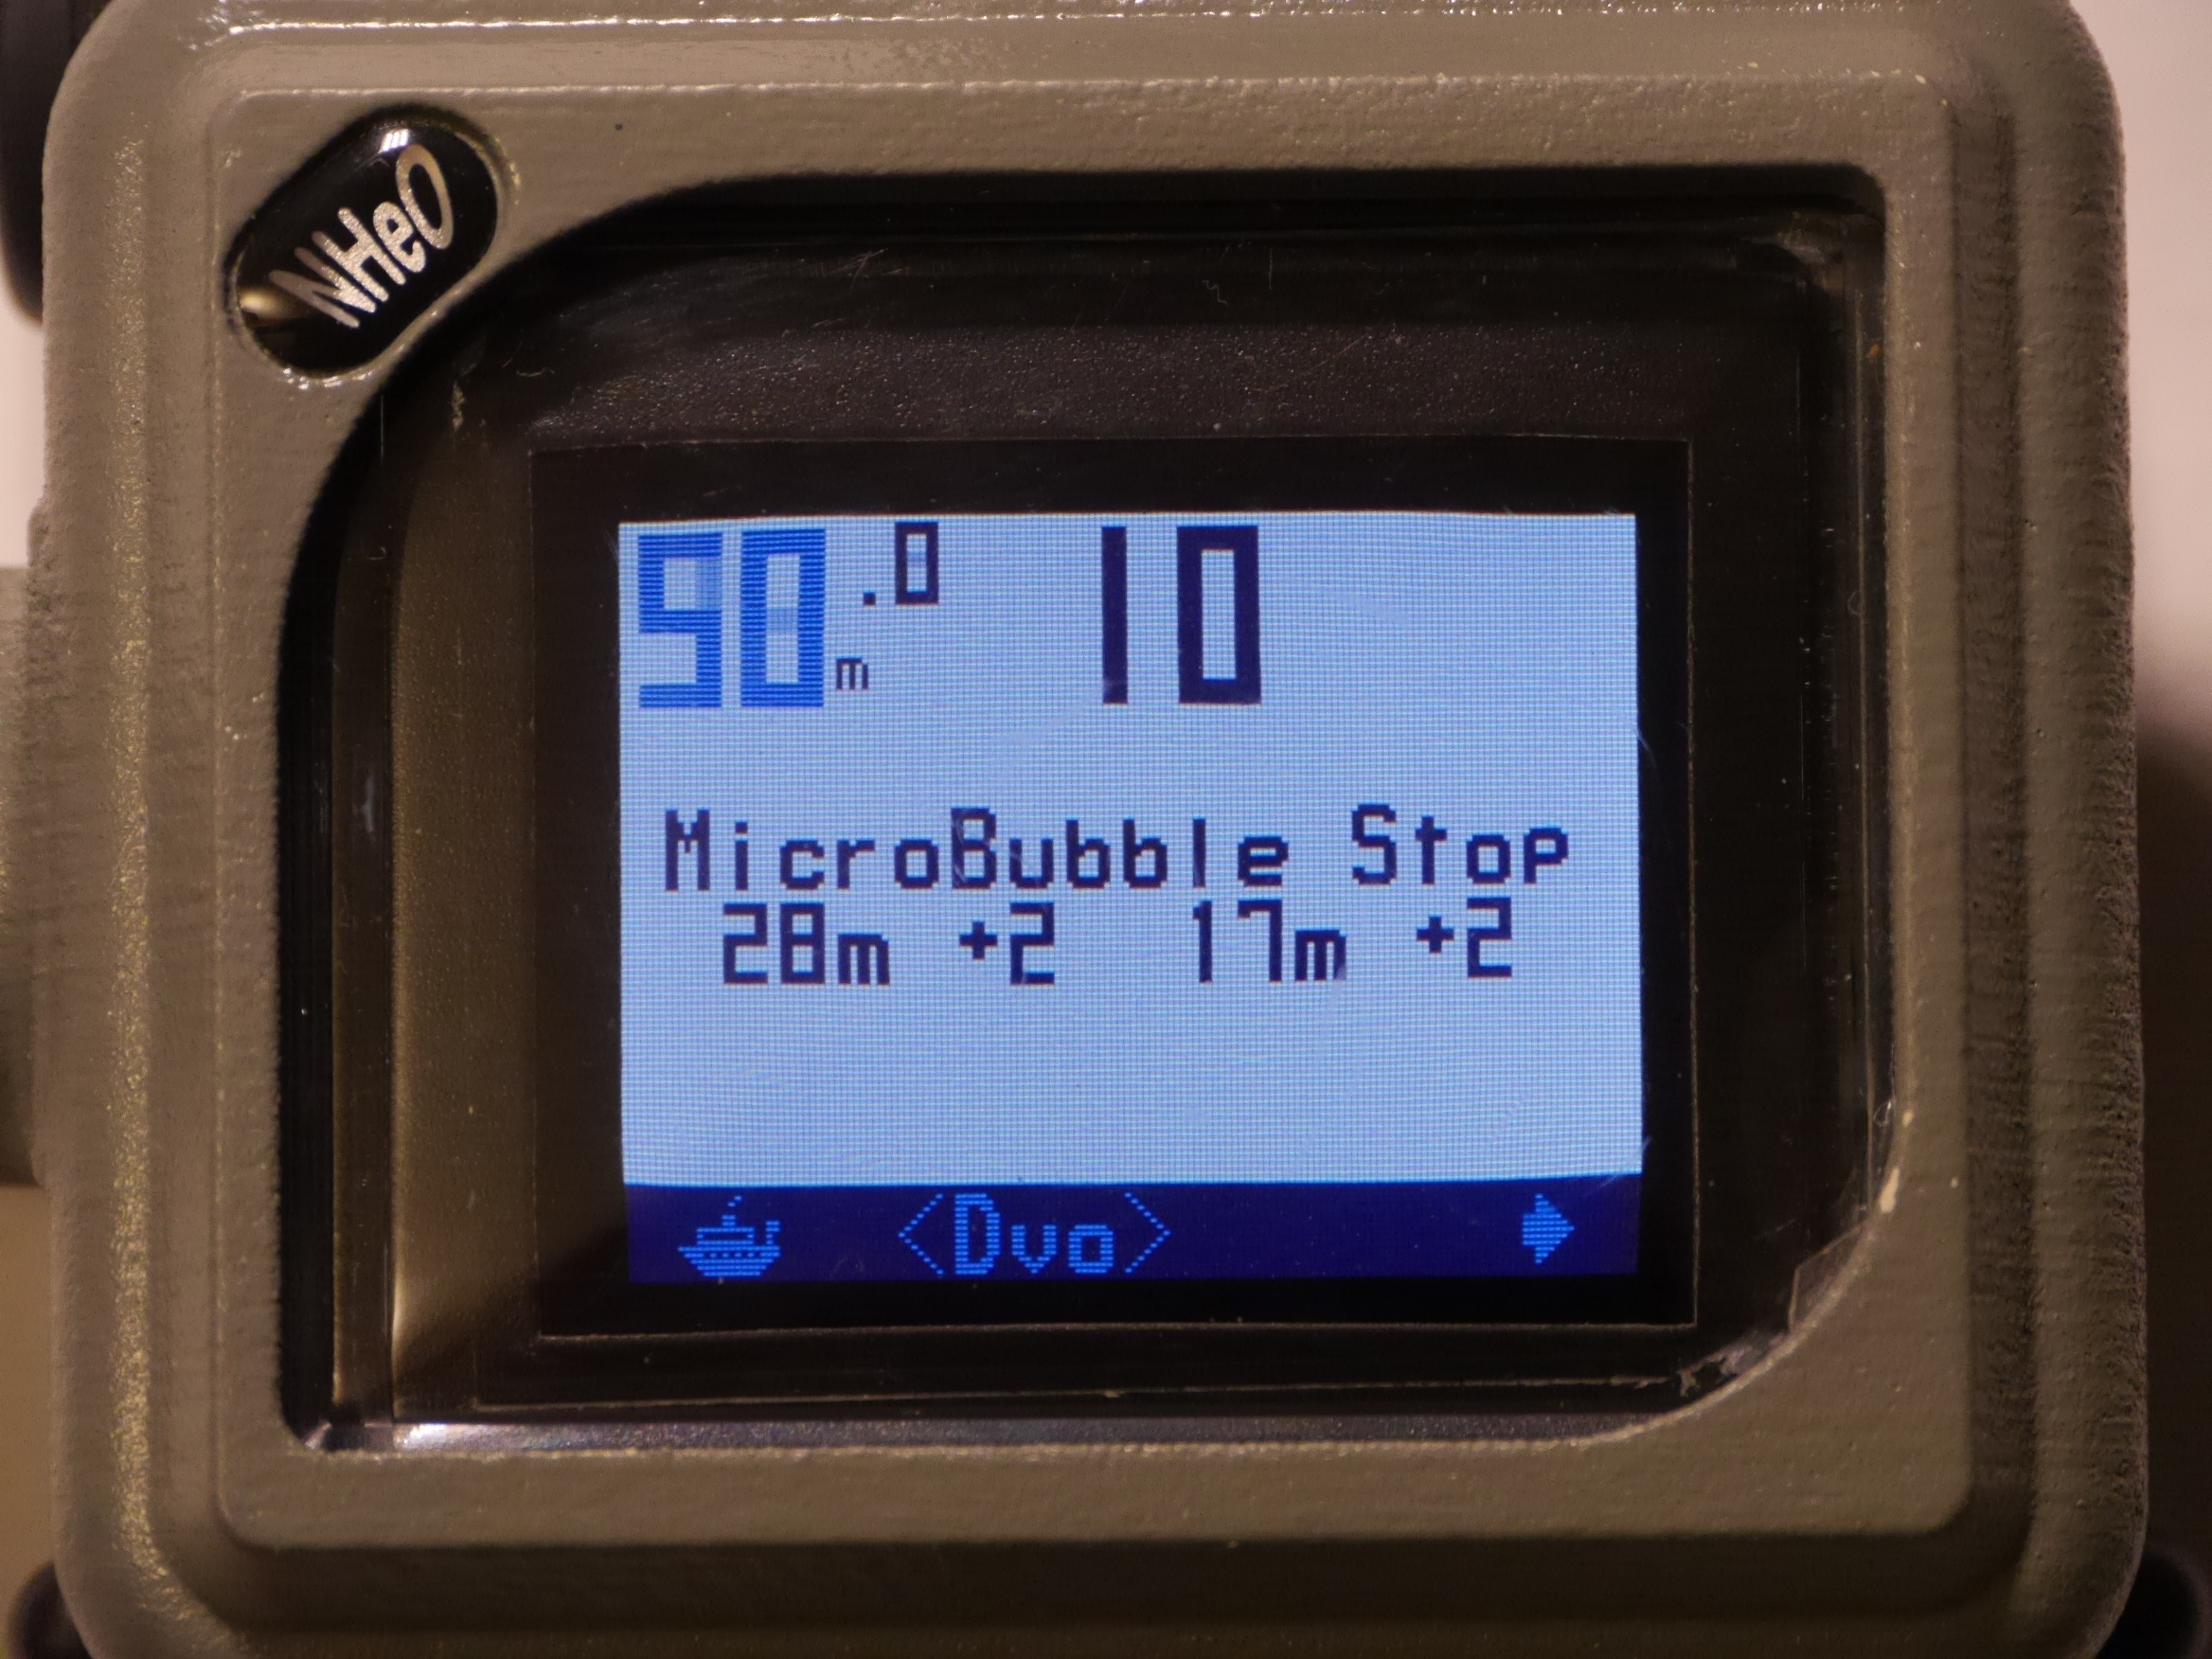 NHeO
90.0 m 10
MicroBubble Stop
28m +2 17m +2
<Dvo>